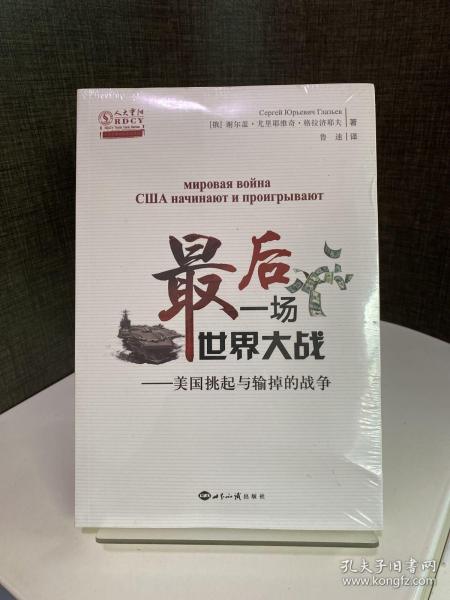 人大重阳
RDCY
Сергей Юрьевич Глазьев
[俄] 谢尔盖·尤里耶维奇·格拉济耶夫 著
鲁速 译
мировая война
США начинают и проигрывают
最后
一场
世界大战
——美国挑起与输掉的战争
世界知识出版社
孔夫子旧书网
www.kongfz.com